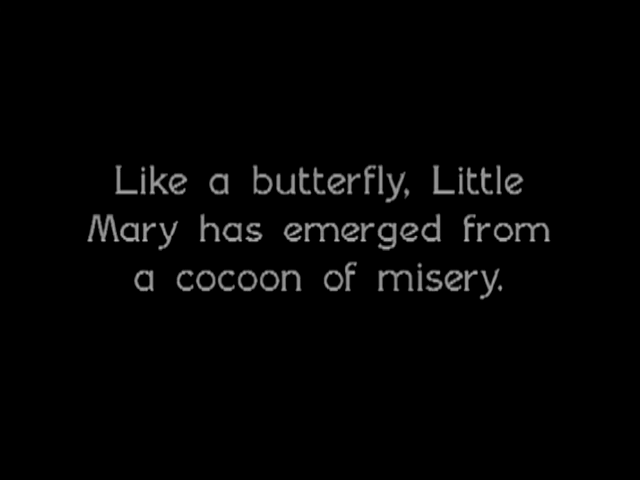 Like a butterfly, Little
Mary has emerged from
a cocoon of misery.